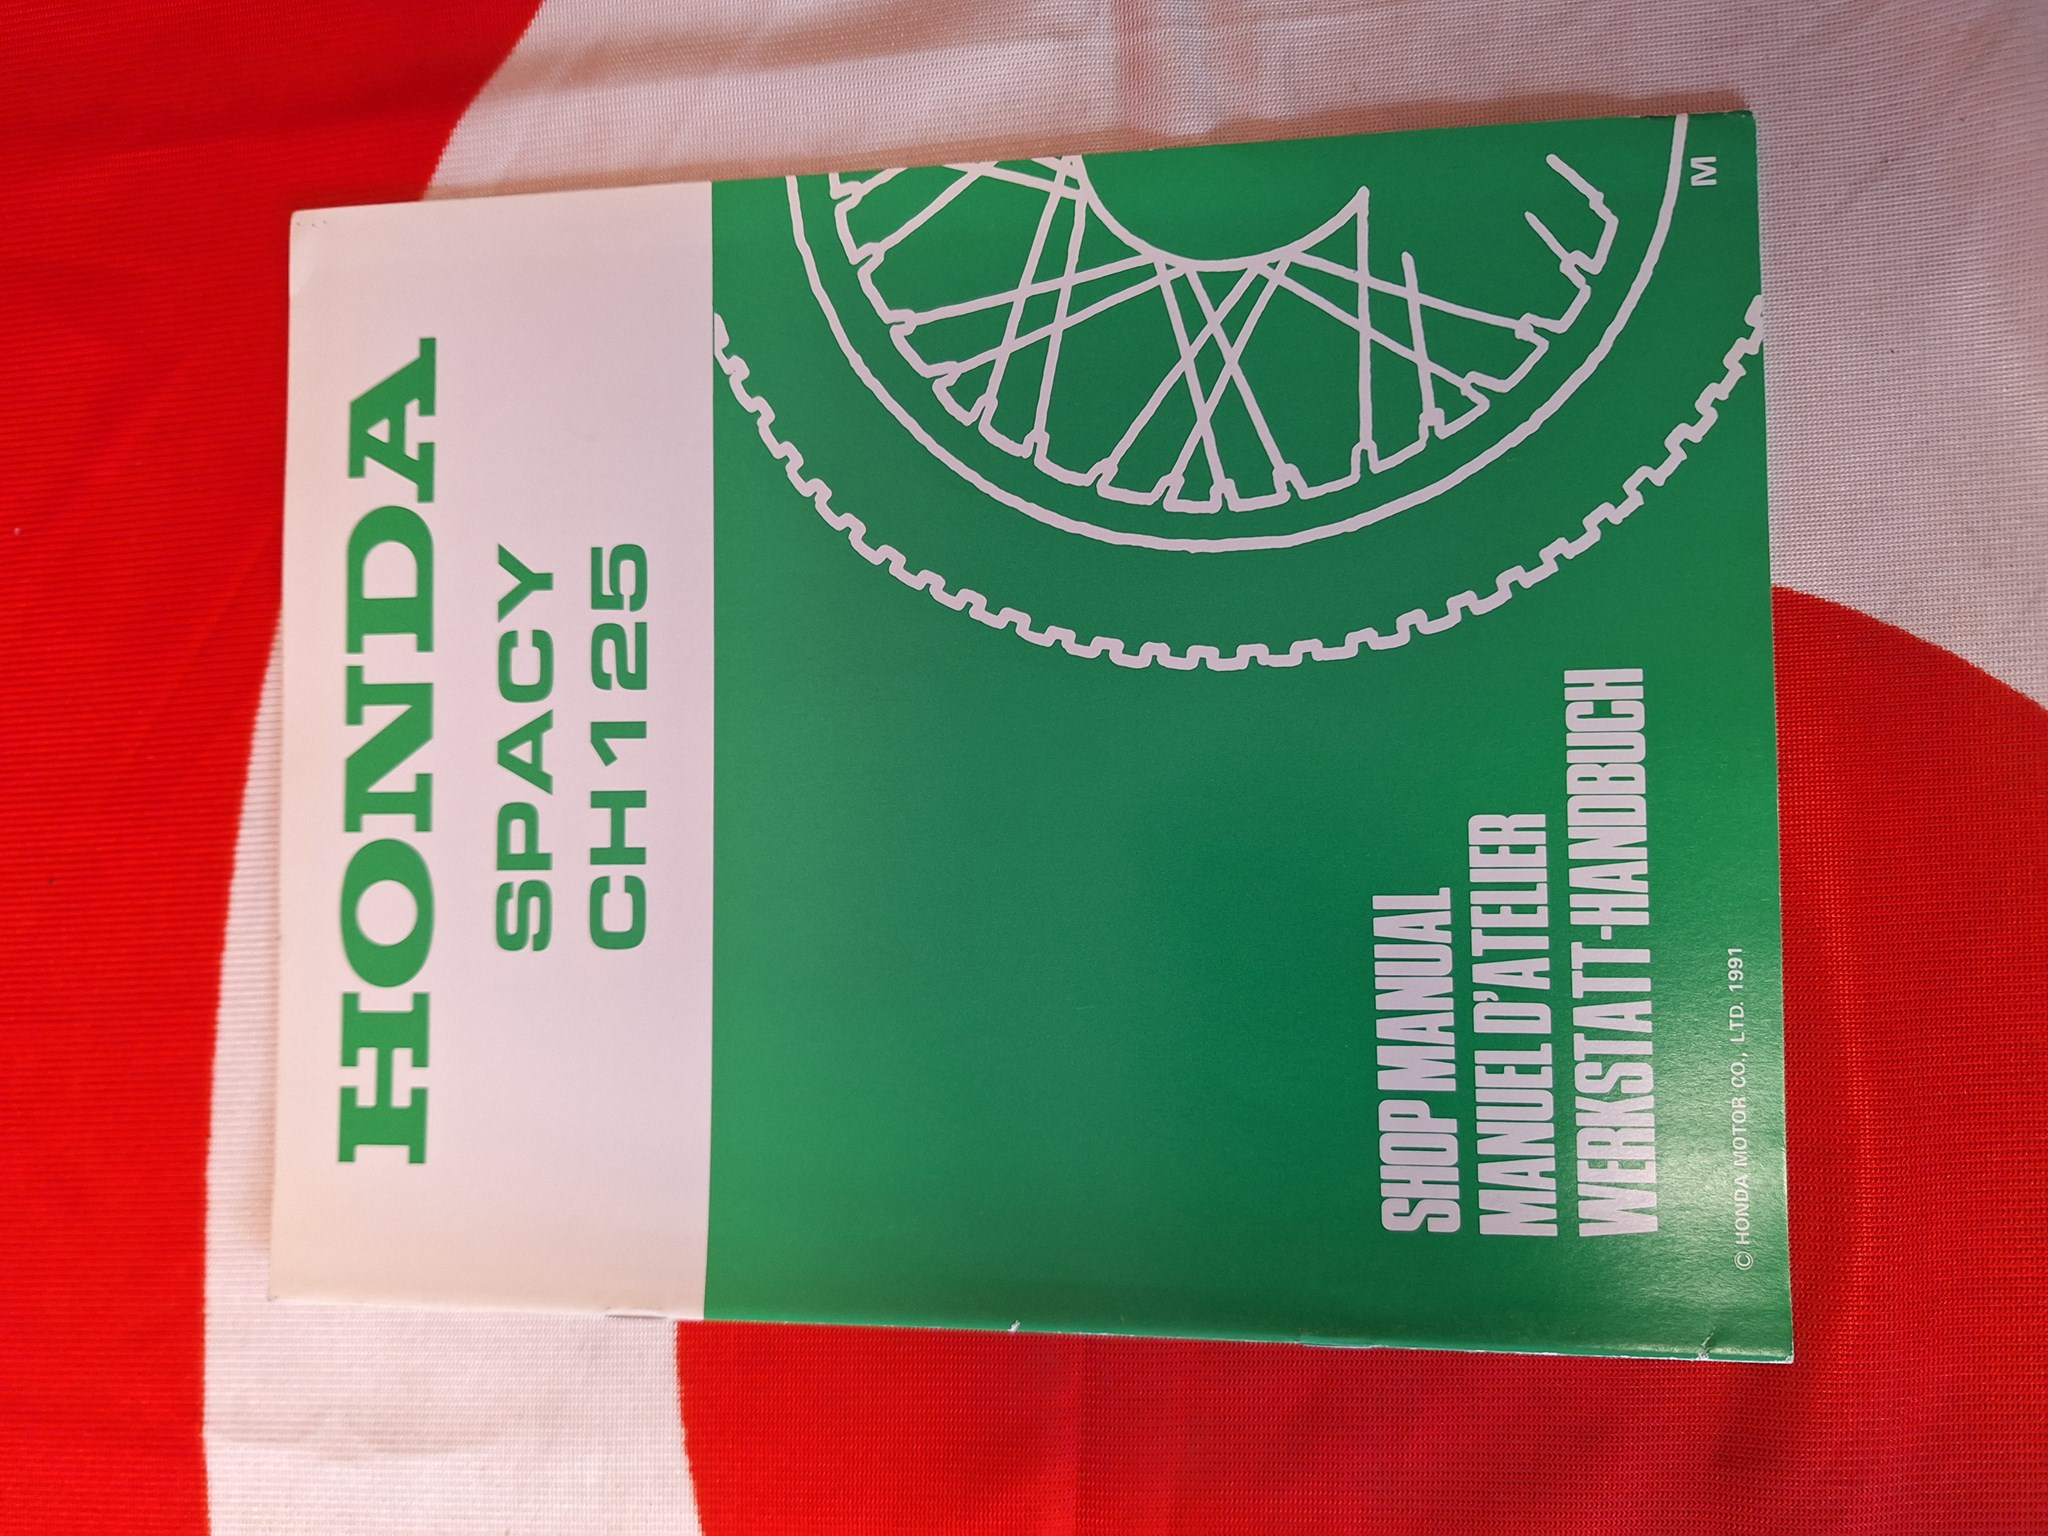 HONDA
SPACY
CH125
SHOP MANUAL
MANUEL D'ATELIER
WERKSTATT-HANDBUCH
© HONDA MOTOR CO., LTD. 1991
M